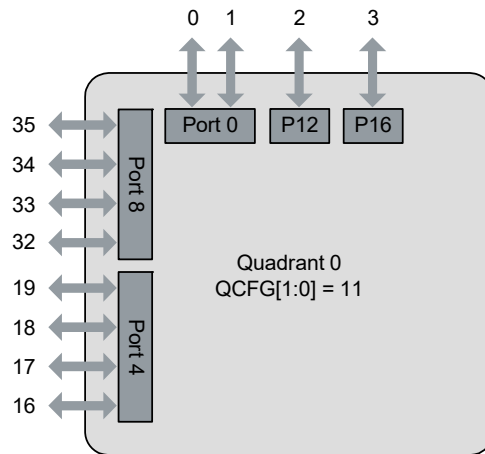 0 1 2 3
Port 0 P12 P16
35
34
33
32
Port 8
Quadrant 0
QCFG[1:0] = 11
19
18
17
16
Port 4